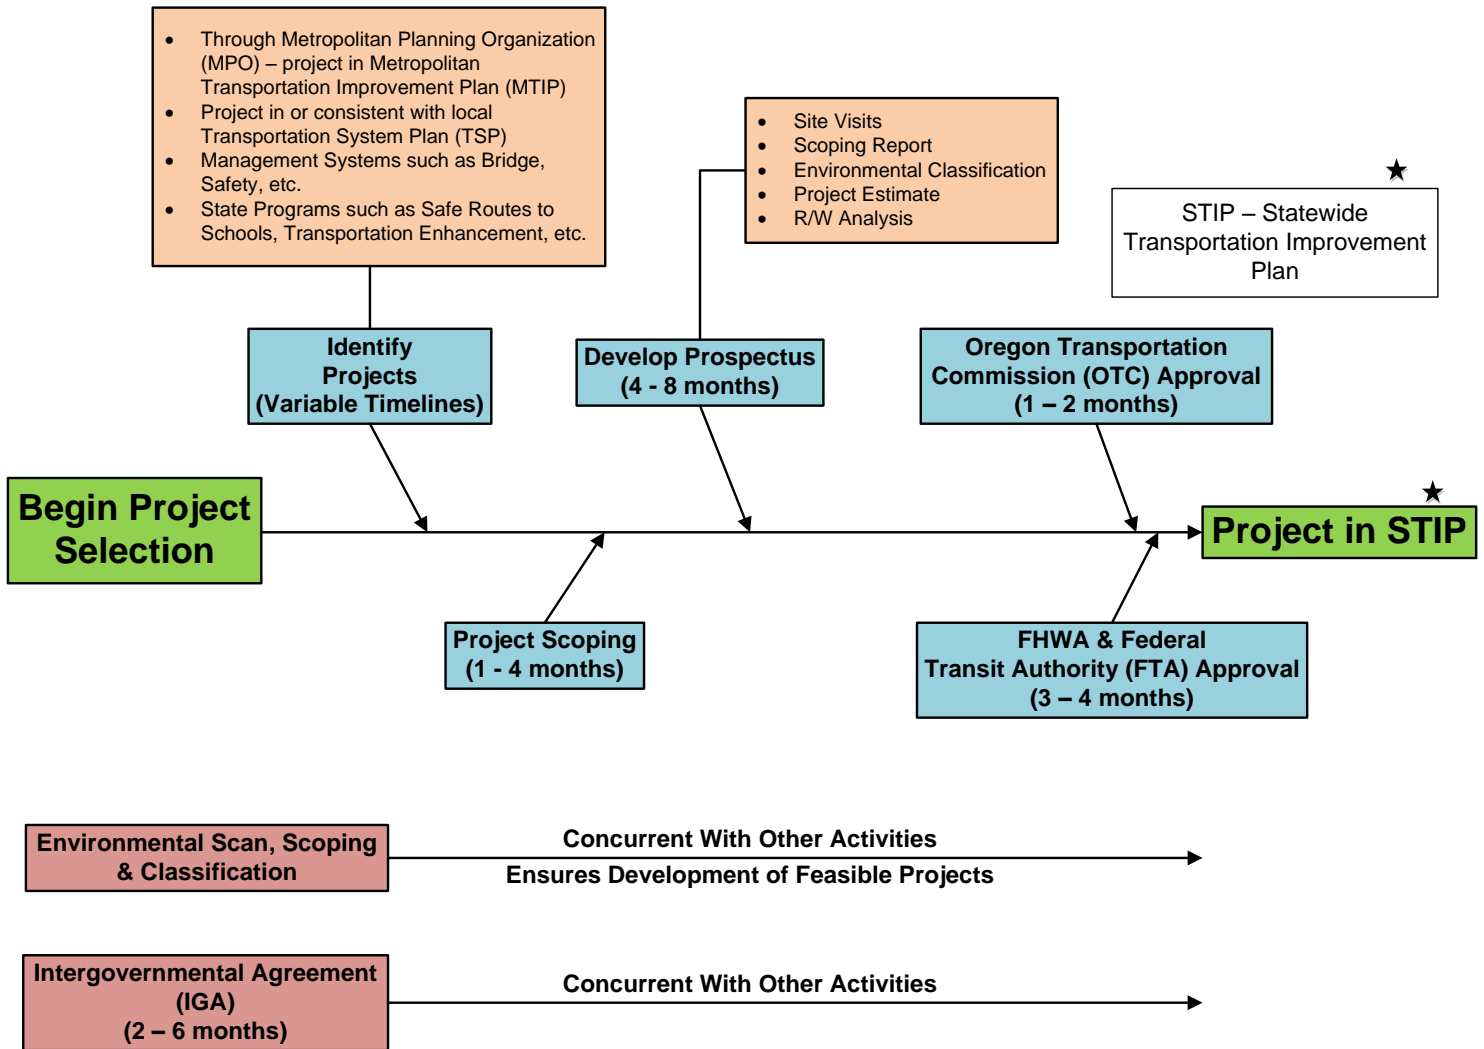 • Through Metropolitan Planning Organization
(MPO) – project in Metropolitan
Transportation Improvement Plan (MTIP)
• Project in or consistent with local
Transportation System Plan (TSP)
• Management Systems such as Bridge,
Safety, etc.
• State Programs such as Safe Routes to
Schools, Transportation Enhancement, etc.
• Site Visits
• Scoping Report
• Environmental Classification
• Project Estimate
• R/W Analysis
STIP – Statewide
Transportation Improvement
Plan
Identify
Projects
(Variable Timelines)
Develop Prospectus
(4 - 8 months)
Oregon Transportation
Commission (OTC) Approval
(1 – 2 months)
Begin Project
Selection
Project in STIP
Project Scoping
(1 - 4 months)
FHWA & Federal
Transit Authority (FTA) Approval
(3 – 4 months)
Environmental Scan, Scoping
& Classification
Concurrent With Other Activities
Ensures Development of Feasible Projects
Intergovernmental Agreement
(IGA)
(2 – 6 months)
Concurrent With Other Activities